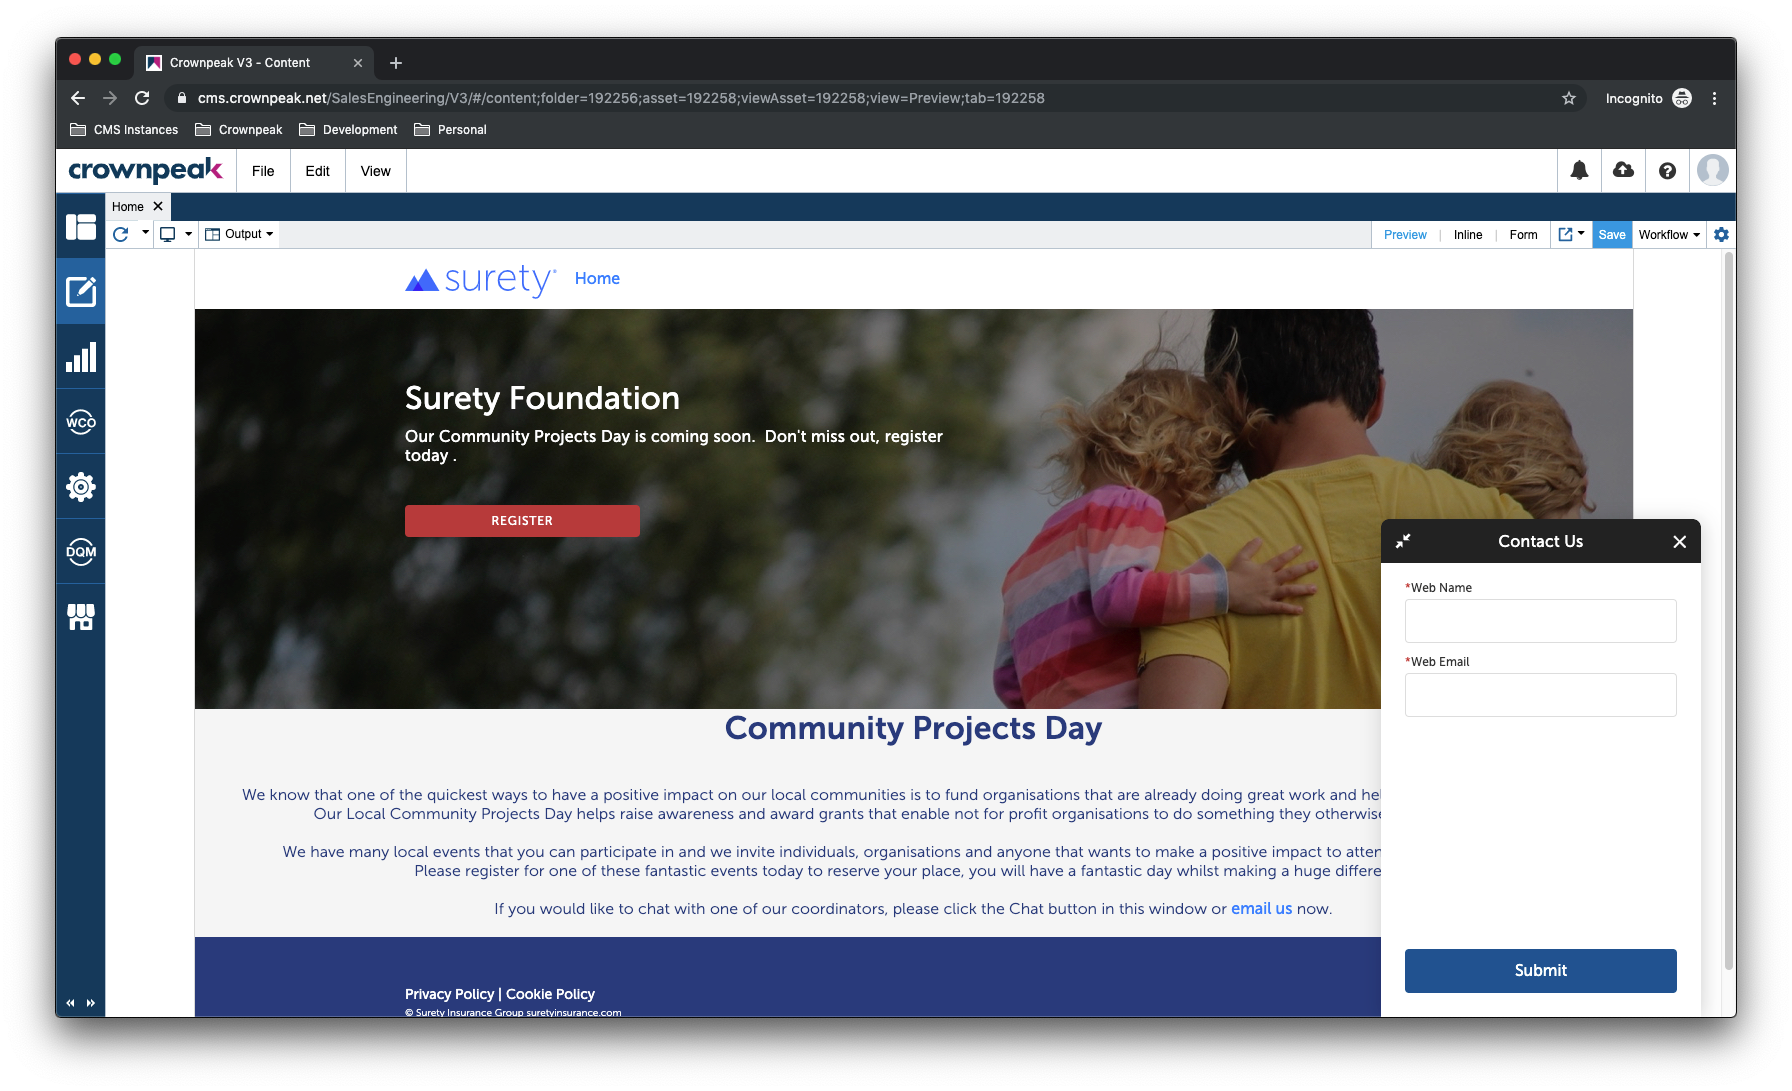 Crownpeak V3 - Content
cms.crownpeak.net/SalesEngineering/V3/#/content;folder=192256;asset=192258;viewAsset=192258;view=Preview;tab=192258
Incognito
CMS Instances Crownpeak Development Personal
crownpeak File Edit View
Home
Output Preview | Inline | Form Save Workflow
WCO
DQM
surety Home
Surety Foundation
Our Community Projects Day is coming soon. Don't miss out, register
today .
REGISTER
Contact Us
*Web Name
*Web Email
Submit
Community Projects Day
We know that one of the quickest ways to have a positive impact on our local communities is to fund organisations that are already doing great work and hel
Our Local Community Projects Day helps raise awareness and award grants that enable not for profit organisations to do something they otherwise
We have many local events that you can participate in and we invite individuals, organisations and anyone that wants to make a positive impact to atten
Please register for one of these fantastic events today to reserve your place, you will have a fantastic day whilst making a huge differe
If you would like to chat with one of our coordinators, please click the Chat button in this window or email us now.
Privacy Policy | Cookie Policy
© Surety Insurance Group suretyinsurance.com